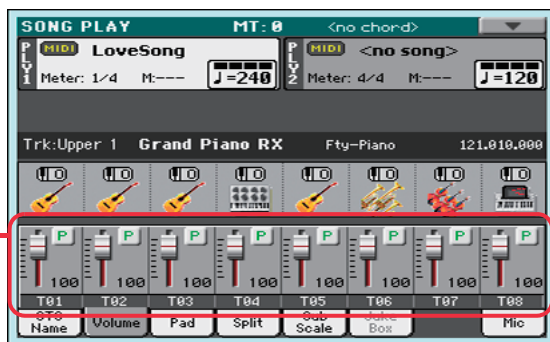 SONG PLAY MT: 0 <no chord>
PLY1 MIDI LoveSong
Meter: 1/4 M:--- ♩=240
PLY2 MIDI <no song>
Meter: 4/4 M:--- ♩=120
Trk:Upper 1 Grand Piano RX Fty-Piano 121.010.000
P P P P P P P P
100 100 100 100 100 100 100 100
T01 T02 T03 T04 T05 T06 T07 T08
STS Name Volume Pad Split Sub Scale Juke Box Mic